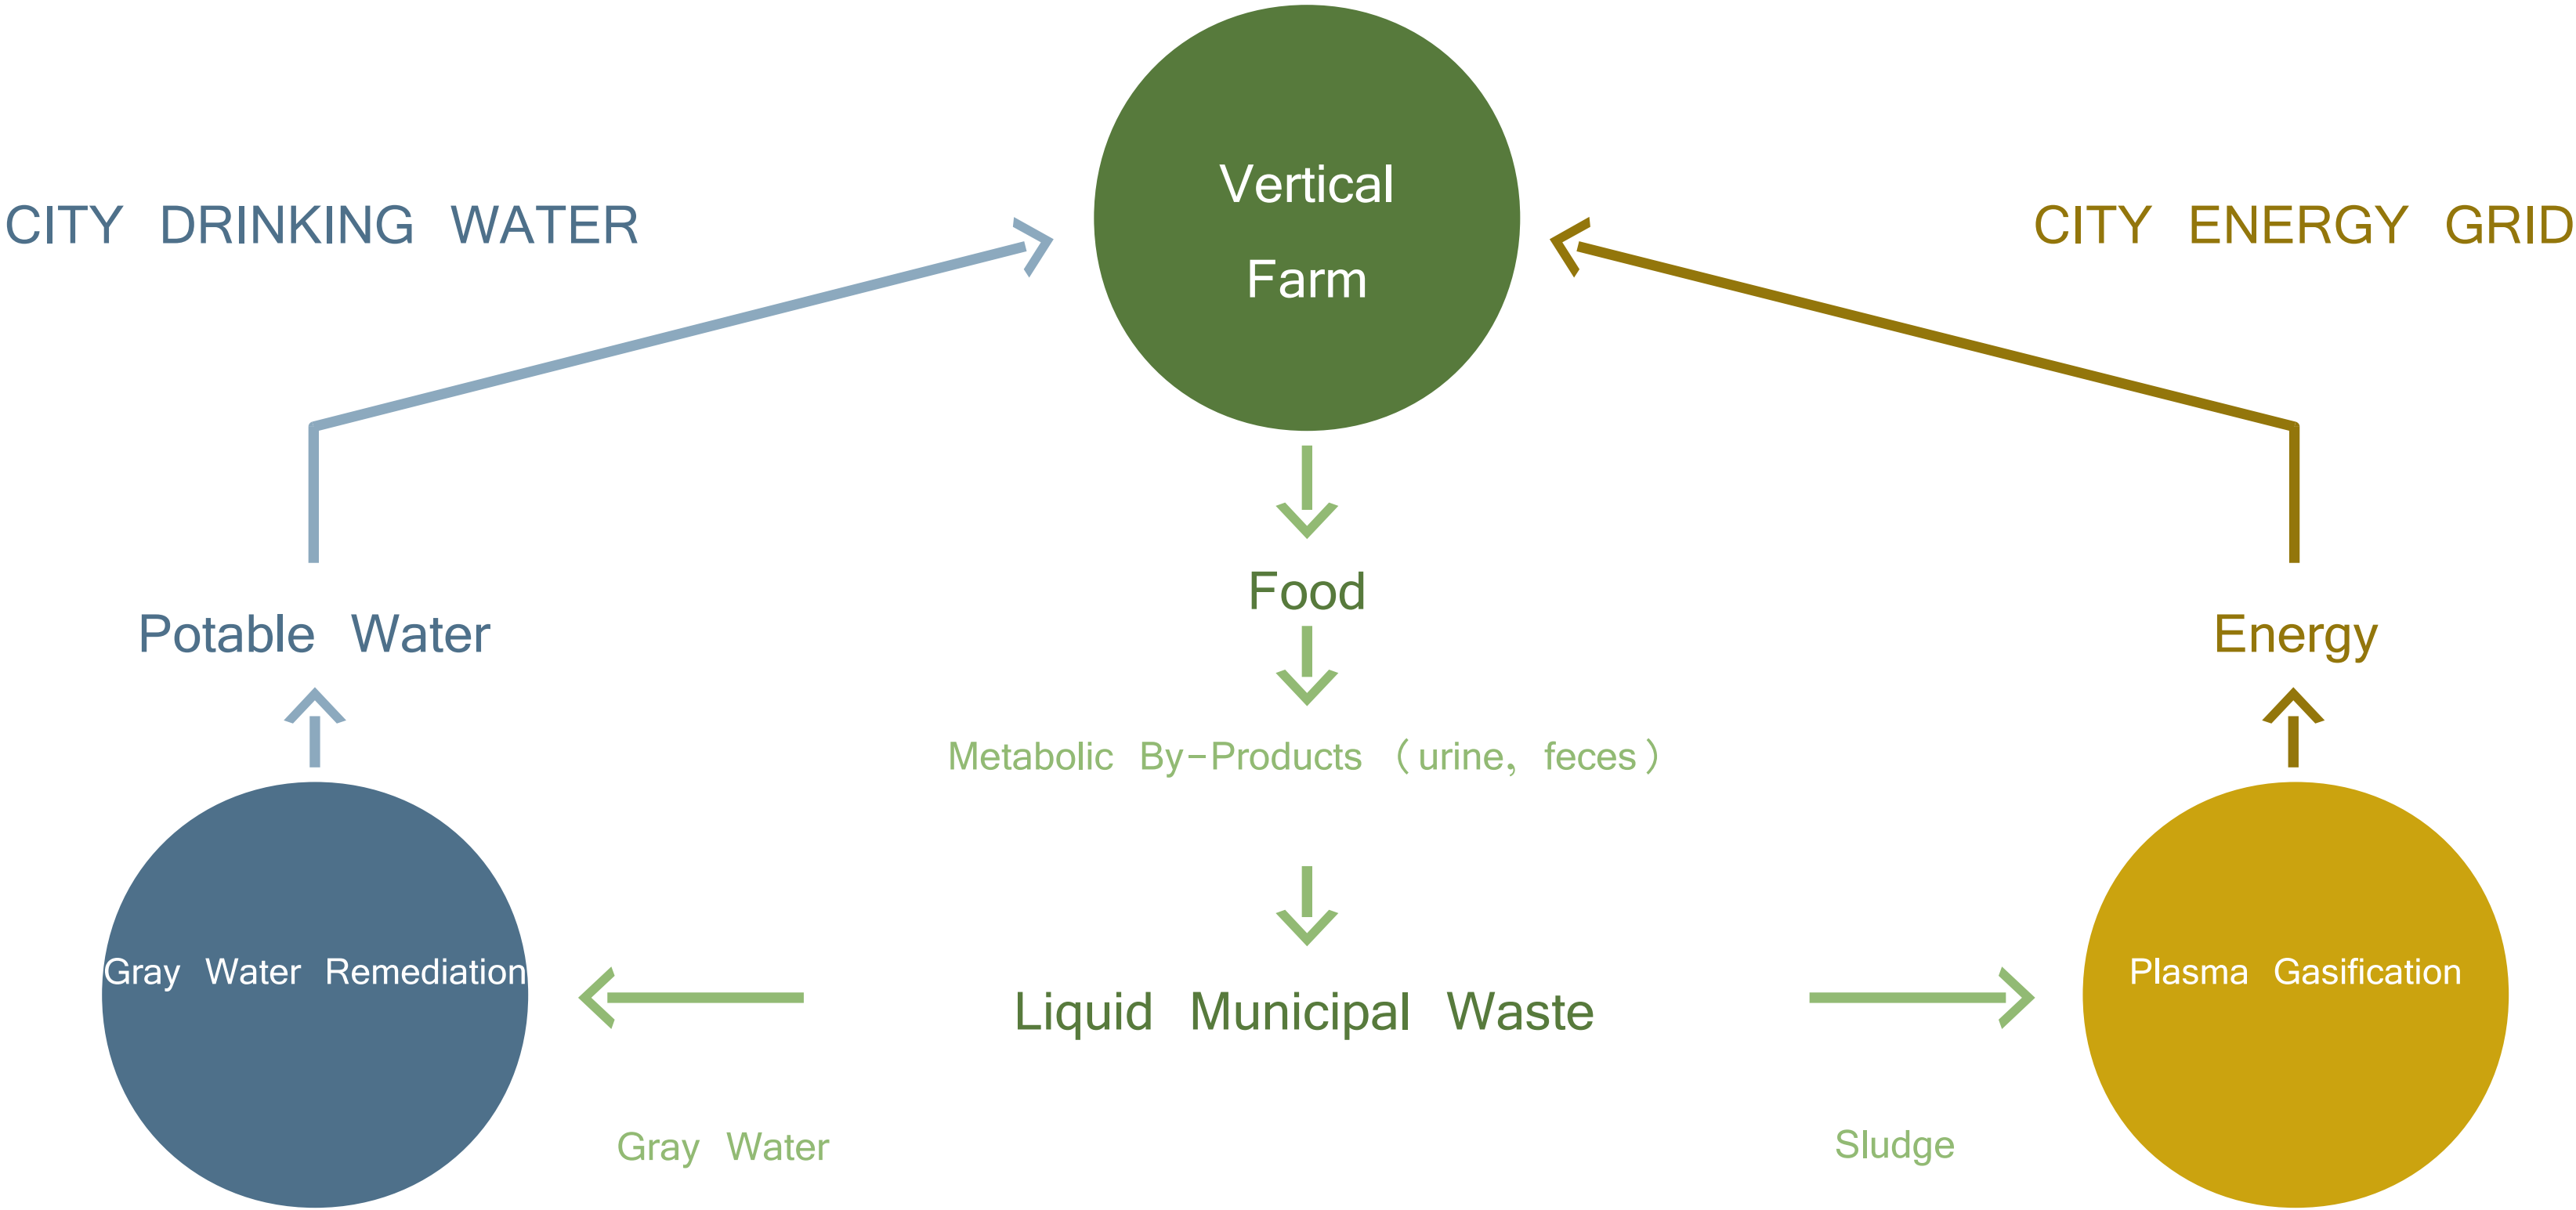 Vertical
Farm
CITY DRINKING WATER
CITY ENERGY GRID
Food
Potable Water
Energy
Metabolic By-Products (urine, feces)
Gray Water Remediation
Plasma Gasification
Liquid Municipal Waste
Gray Water
Sludge